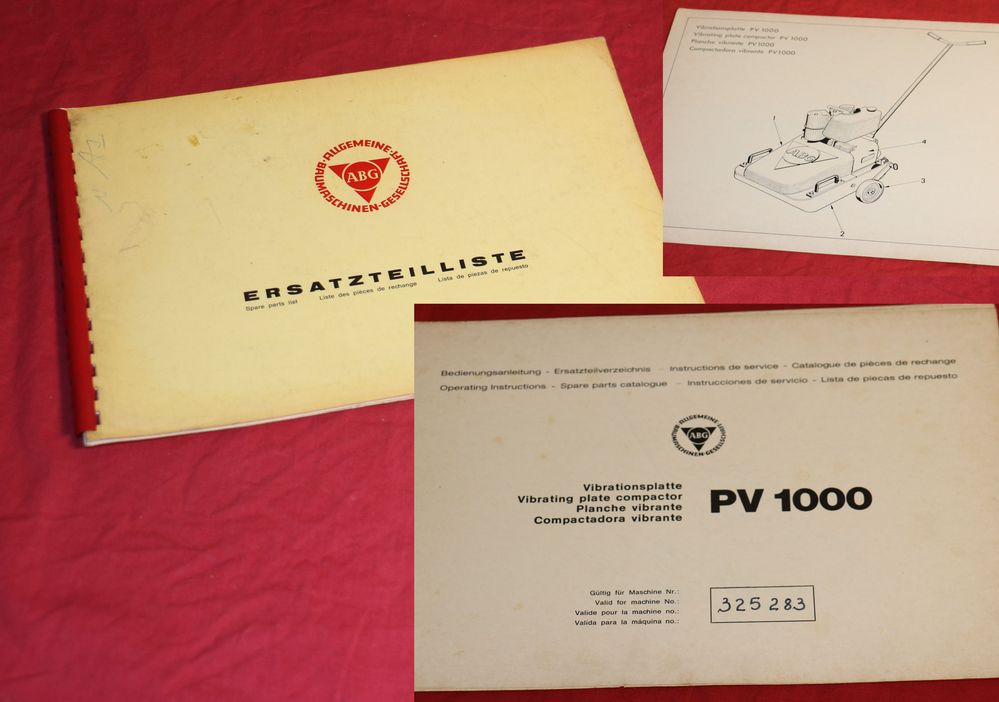 ALLGEMEINE-
BAUMASCHINEN-GESELLSCHAFT
ABG
ERSATZTEILLISTE
Spare parts list Liste des pièces de rechange Lista de piezas de repuesto
Vibrationsplatte PV 1000
Vibrating plate compactor PV 1000
Planche vibrante PV 1000
Compactadora vibrante PV 1000
1
ABG
4
3
2
Bedienungsanleitung - Ersatzteilverzeichnis - Instructions de service - Catalogue de pièces de rechange
Operating Instructions - Spare parts catalogue - Instrucciones de servicio - Lista de piecas de repuesto
ALLGEMEINE
BAUMASCHINEN-GESELLSCHAFT
ABG
Vibrationsplatte
Vibrating plate compactor
Planche vibrante
Compactadora vibrante
PV 1000
Gültig für Maschine Nr.:
Valid for machine No.:
Valide pour la machine no.:
Valida para la máquina no.:
325 283